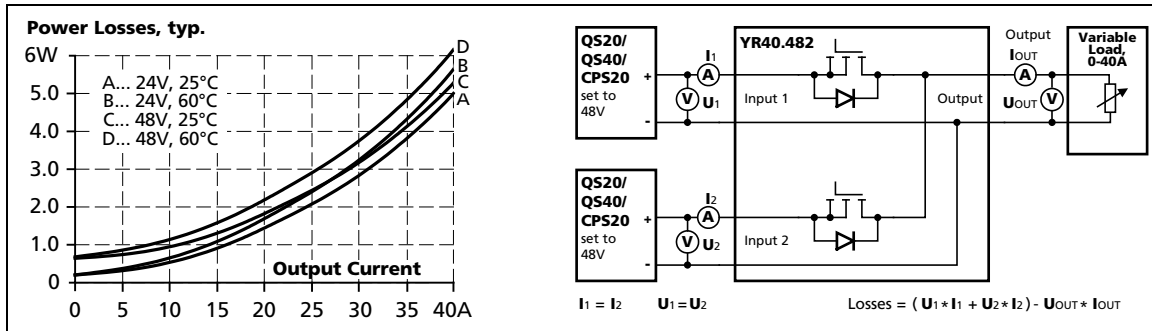 Power Losses, typ.
6W
5.0
4.0
3.0
2.0
1.0
0
A... 24V, 25°C
B... 24V, 60°C
C... 48V, 25°C
D... 48V, 60°C
D
B
C
A
Output Current
0 5 10 15 20 25 30 35 40A
QS20/
QS40/
CPS20
set to
48V
+
-
I1
A
V
U1
YR40.482
Input 1
Output
Output
IOUT
A
UOUT
V
Variable
Load,
0-40A
QS20/
QS40/
CPS20
set to
48V
+
-
I2
A
V
U2
Input 2
I1 = I2 U1 = U2 Losses = ( U1 * I1 + U2 * I2 ) - UOUT * IOUT